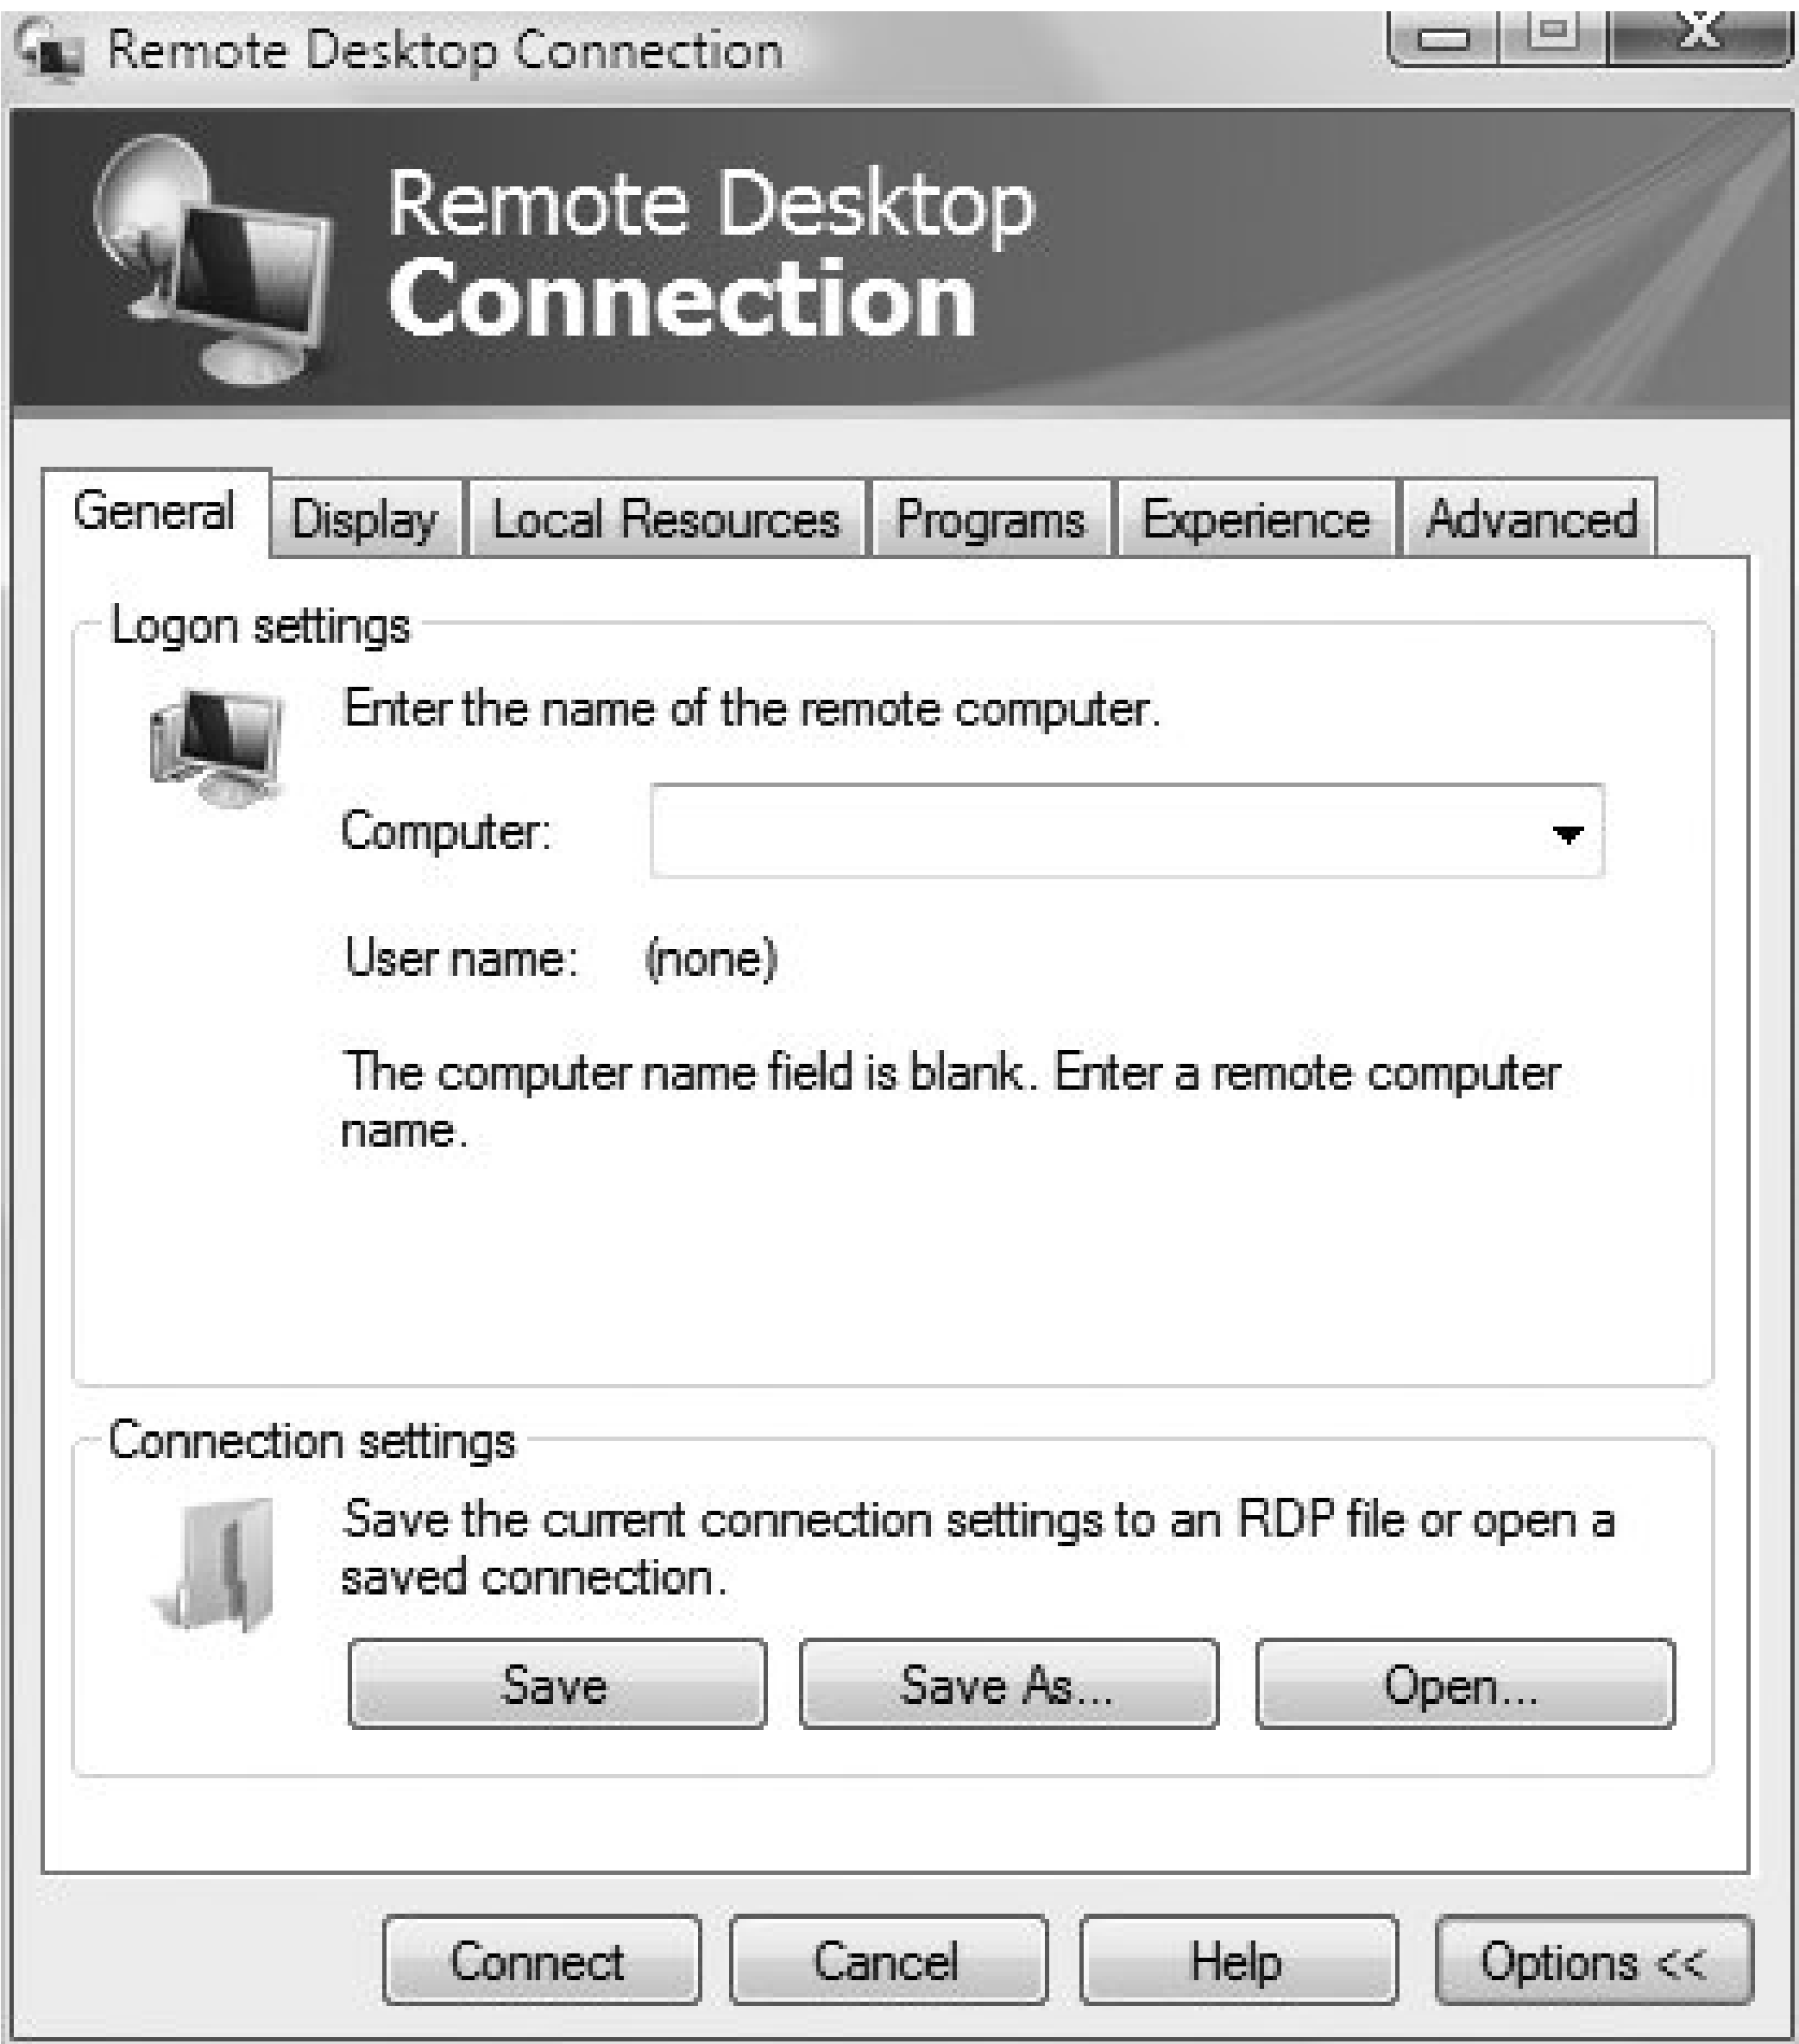 Remote Desktop Connection
Remote Desktop
Connection
General Display Local Resources Programs Experience Advanced
Logon settings
Enter the name of the remote computer.
Computer:
User name: (none)
The computer name field is blank. Enter a remote computer
name.
Connection settings
Save the current connection settings to an RDP file or open a
saved connection.
Save Save As... Open...
Connect Cancel Help Options <<